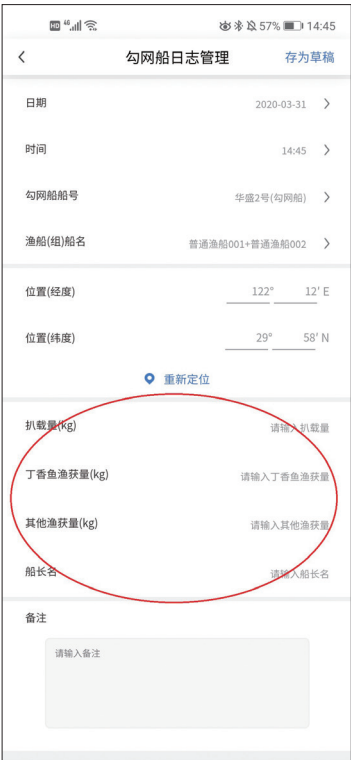 HD 4G 57% 14:45
勾网船日志管理 存为草稿
日期 2020-03-31
时间 14:45
勾网船船号 华盛2号(勾网船)
渔船(组)船名 普通渔船001+普通渔船002
位置(经度) 122° 12' E
位置(纬度) 29° 58' N
重新定位
扒载量(kg) 请输入扒载量
丁香鱼渔获量(kg) 请输入丁香鱼渔获量
其他渔获量(kg) 请输入其他渔获量
船长名 请输入船长名
备注
请输入备注